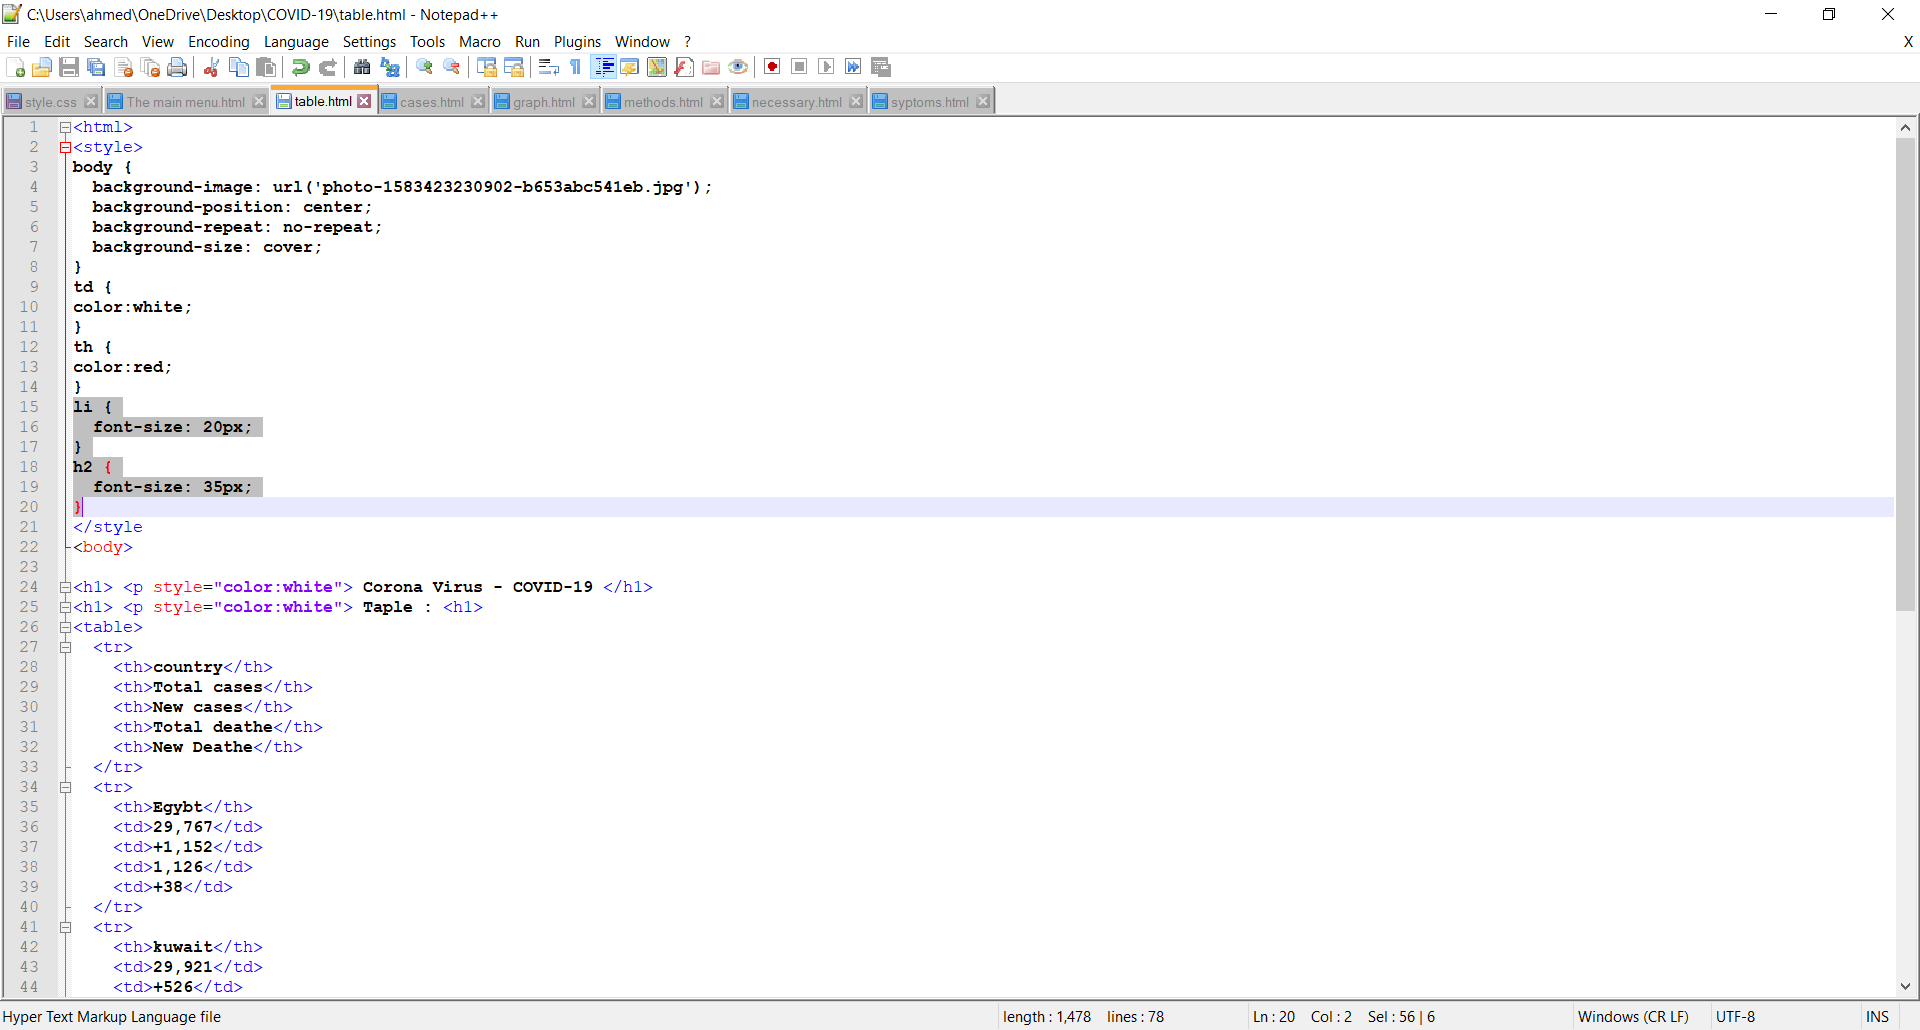 C:\Users\ahmed\OneDrive\Desktop\COVID-19\table.html - Notepad++
File Edit Search View Encoding Language Settings Tools Macro Run Plugins Window ? X
style.css The main menu.html table.html cases.html graph.html methods.html necessary.html syptoms.html
1 <html>
2 <style>
3 body {
4 background-image: url('photo-1583423230902-b653abc541eb.jpg');
5 background-position: center;
6 background-repeat: no-repeat;
7 background-size: cover;
8 }
9 td {
10 color:white;
11 }
12 th {
13 color:red;
14 }
15 li {
16 font-size: 20px;
17 }
18 h2 {
19 font-size: 35px;
20 }
21 </style
22 <body>
23
24 <h1> <p style="color:white"> Corona Virus - COVID-19 </h1>
25 <h1> <p style="color:white"> Taple : <h1>
26 <table>
27 <tr>
28 <th>country</th>
29 <th>Total cases</th>
30 <th>New cases</th>
31 <th>Total deathe</th>
32 <th>New Deathe</th>
33 </tr>
34 <tr>
35 <th>Egybt</th>
36 <td>29,767</td>
37 <td>+1,152</td>
38 <td>1,126</td>
39 <td>+38</td>
40 </tr>
41 <tr>
42 <th>kuwait</th>
43 <td>29,921</td>
44 <td>+526</td>
Hyper Text Markup Language file length : 1,478 lines : 78 Ln : 20 Col : 2 Sel : 56 | 6 Windows (CR LF) UTF-8 INS